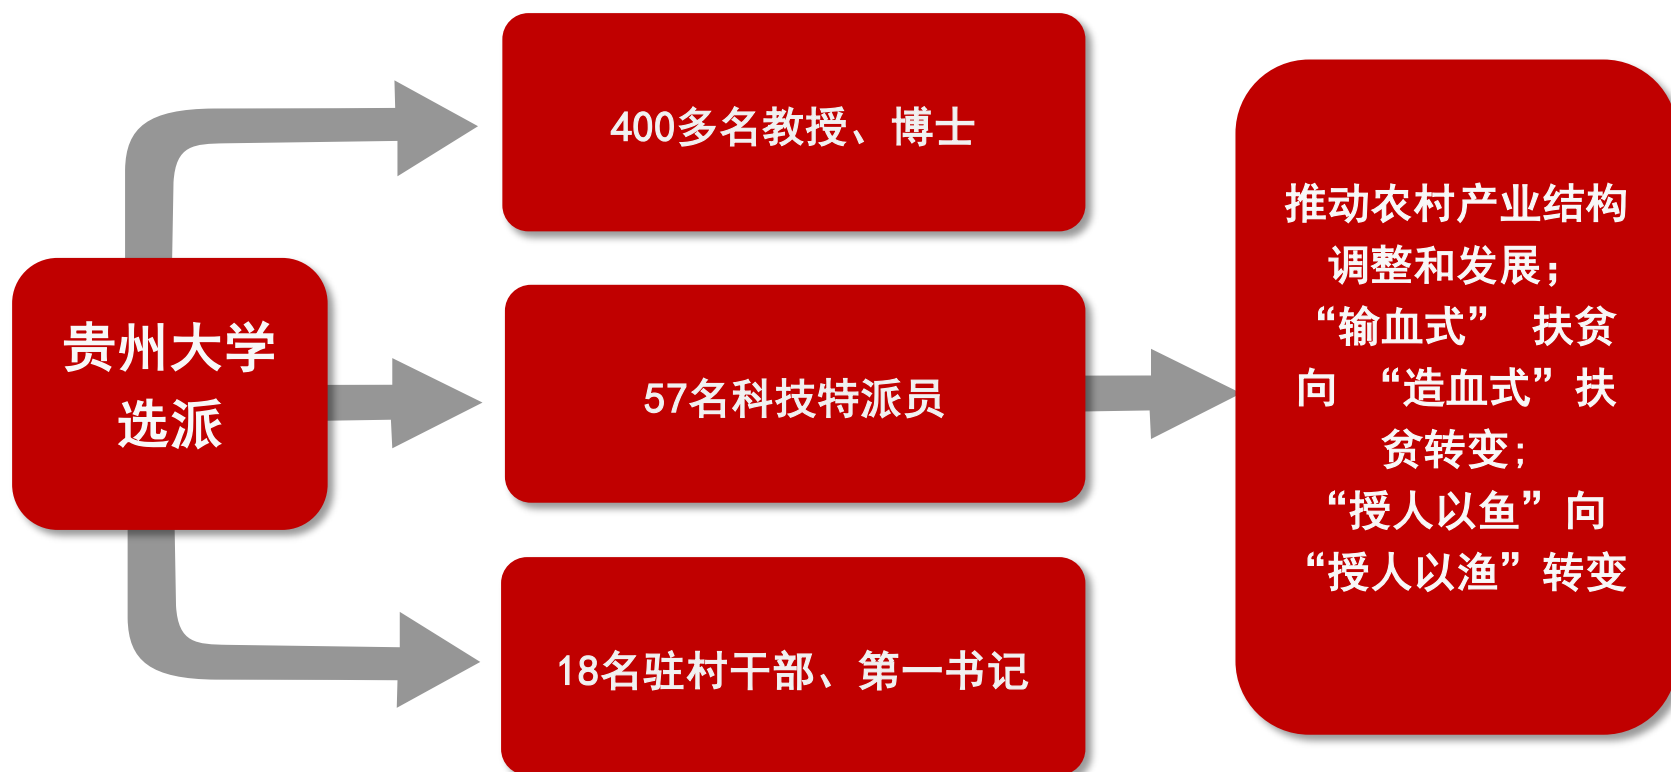 贵州大学
选派
400多名教授、博士
57名科技特派员
18名驻村干部、第一书记
推动农村产业结构
调整和发展；
“输血式” 扶贫
向 “造血式”扶
贫转变；
“授人以鱼”向
“授人以渔”转变